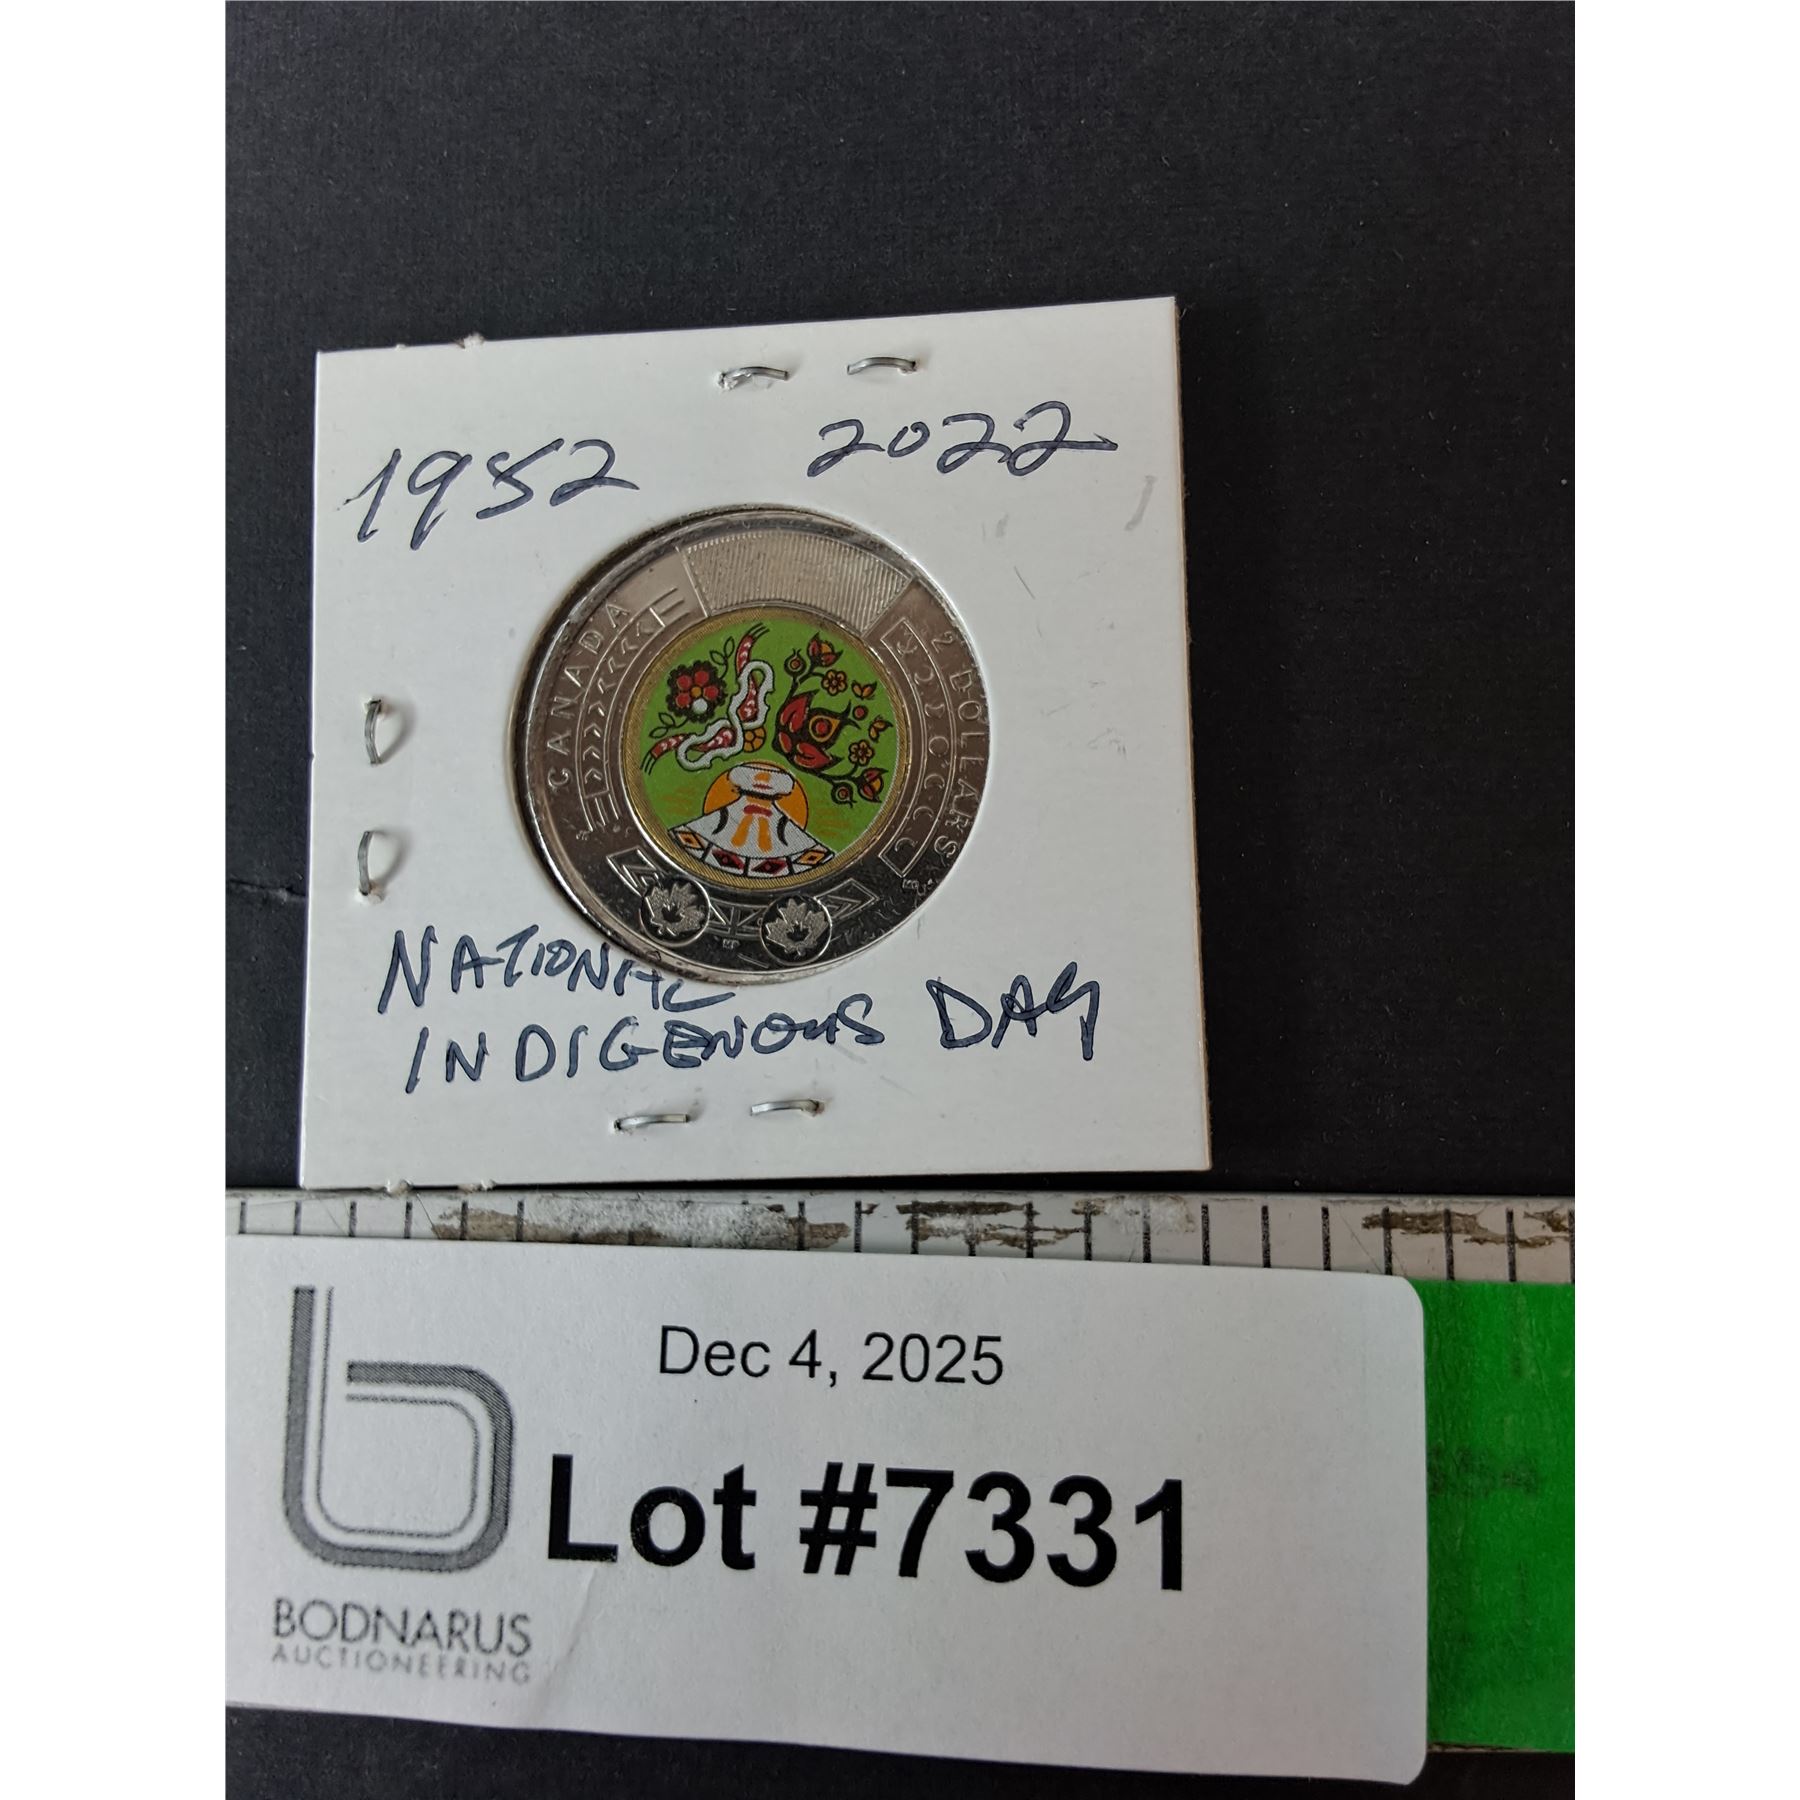 1952 2022
CANADA
2 DOLLARS
NATIONAL
INDIGENOUS DAY
Dec 4, 2025
Lot #7331
BODNARUS
AUCTIONEERING